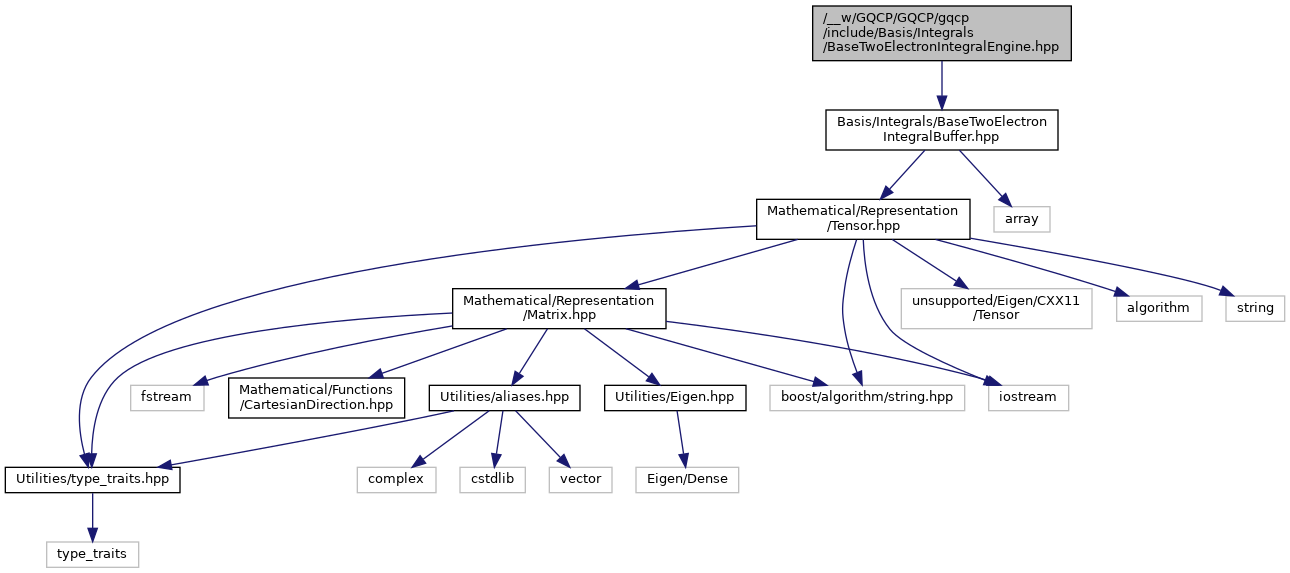 /__w/GQCP/GQCP/gqcp
/include/Basis/Integrals
/BaseTwoElectronIntegralEngine.hpp
Basis/Integrals/BaseTwoElectron
IntegralBuffer.hpp
Mathematical/Representation
/Tensor.hpp
array
Mathematical/Representation
/Matrix.hpp
unsupported/Eigen/CXX11
/Tensor
algorithm
string
fstream
Mathematical/Functions
/CartesianDirection.hpp
Utilities/aliases.hpp
Utilities/Eigen.hpp
boost/algorithm/string.hpp
iostream
Utilities/type_traits.hpp
complex
cstdlib
vector
Eigen/Dense
type_traits